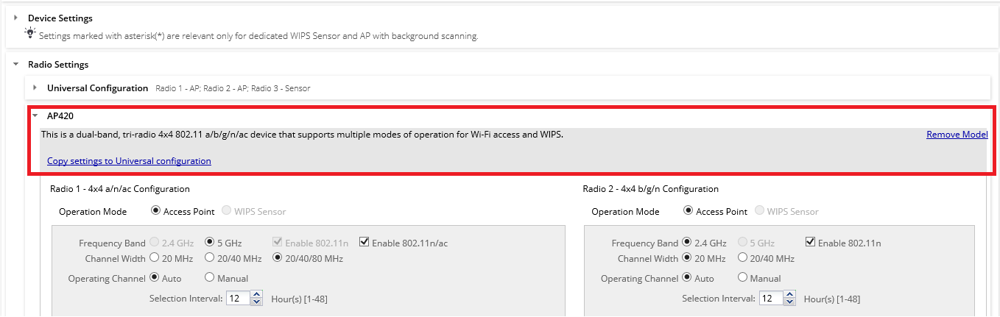 Device Settings
Settings marked with asterisk(*) are relevant only for dedicated WIPS Sensor and AP with background scanning.
Radio Settings
Universal Configuration Radio 1 - AP; Radio 2 - AP; Radio 3 - Sensor
AP420
This is a dual-band, tri-radio 4x4 802.11 a/b/g/n/ac device that supports multiple modes of operation for Wi-Fi access and WIPS. Remove Model
Copy settings to Universal configuration
Radio 1 - 4x4 a/n/ac Configuration
Operation Mode Access Point WIPS Sensor
Frequency Band 2.4 GHz 5 GHz Enable 802.11n Enable 802.11n/ac
Channel Width 20 MHz 20/40 MHz 20/40/80 MHz
Operating Channel Auto Manual
Selection Interval: 12 Hour(s) [1-48]
Radio 2 - 4x4 b/g/n Configuration
Operation Mode Access Point WIPS Sensor
Frequency Band 2.4 GHz 5 GHz Enable 802.11n
Channel Width 20 MHz 20/40 MHz
Operating Channel Auto Manual
Selection Interval: 12 Hour(s) [1-48]